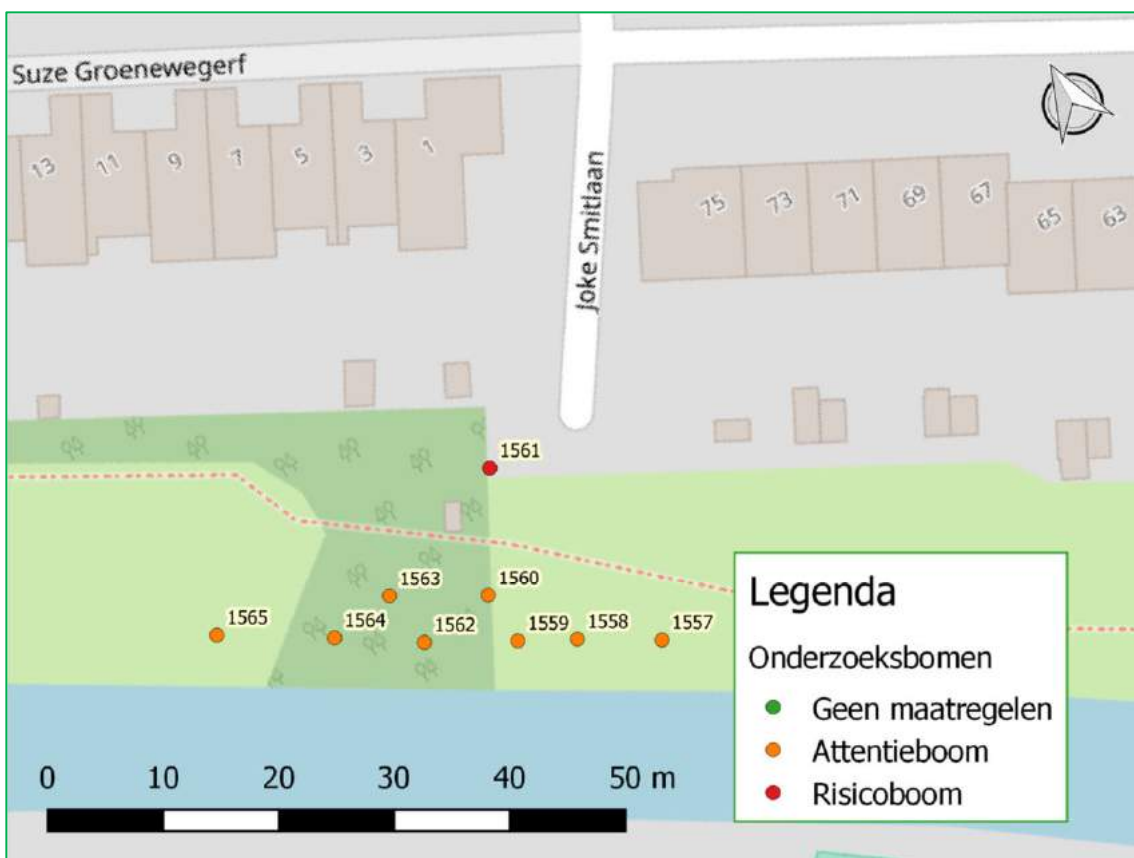 Suze Groenewegerf
13
11
9
7
5
3
1
Joke Smitlaan
75
73
71
69
67
65
63
1561
1563
1560
1565
1564
1562
1559
1558
1557
Legenda
Onderzoeksbomen
Geen maatregelen
Attentieboom
Risicoboom
0 10 20 30 40 50 m